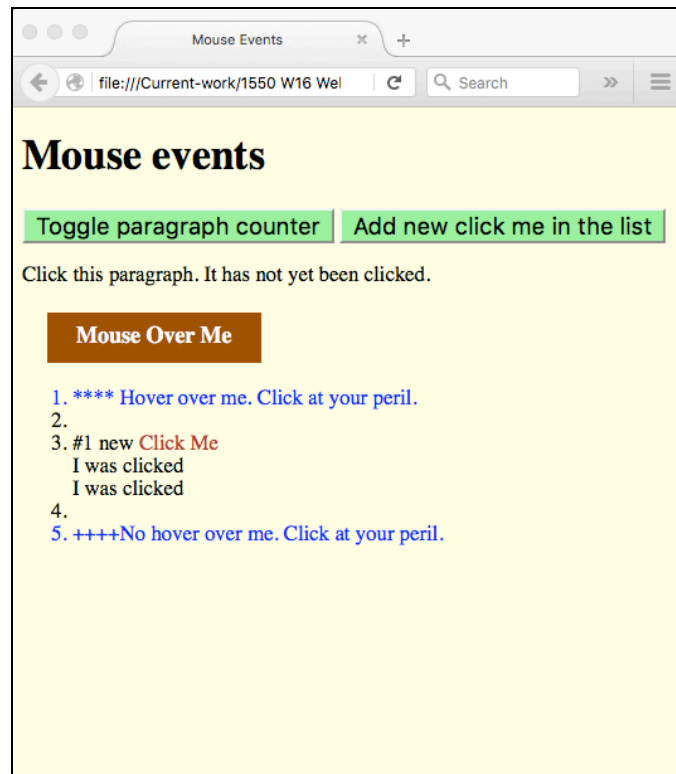 Mouse Events
file:///Current-work/1550 W16 Wel
Search
Mouse events
Toggle paragraph counter Add new click me in the list
Click this paragraph. It has not yet been clicked.
Mouse Over Me
1. **** Hover over me. Click at your peril.
2.
3. #1 new Click Me
I was clicked
I was clicked
4.
5. ++++No hover over me. Click at your peril.